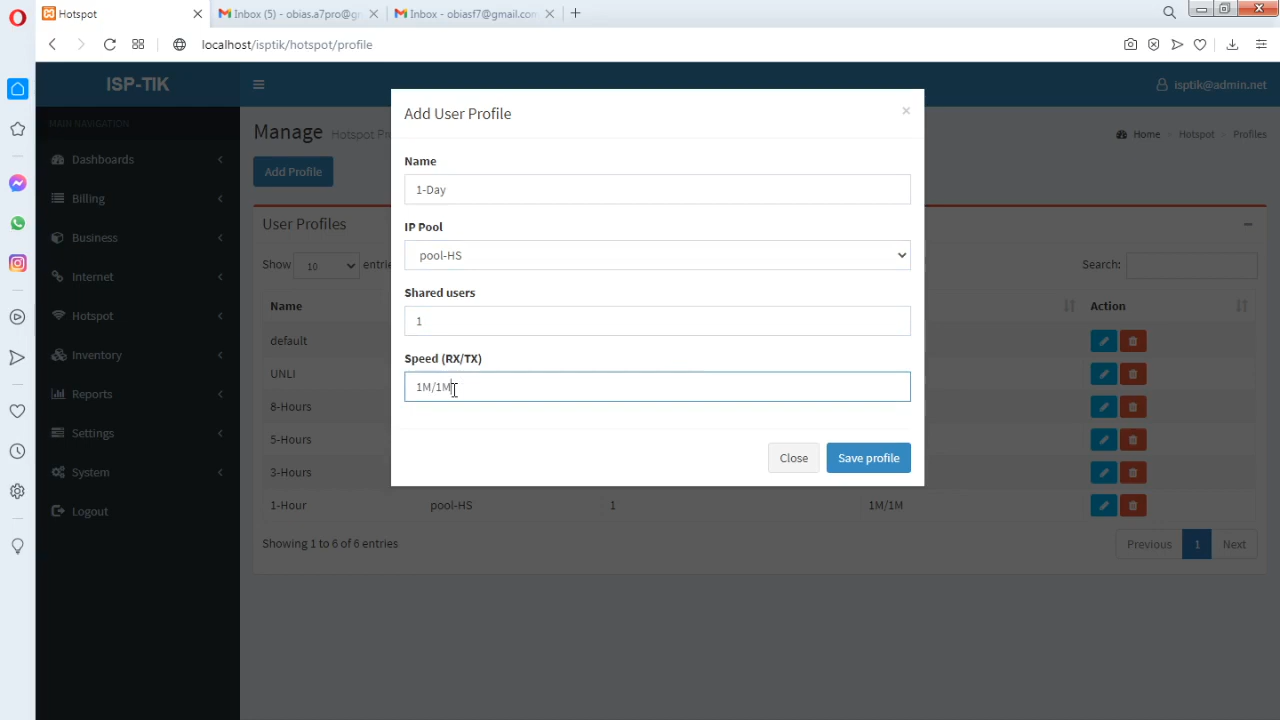 Hotspot
Inbox (5) - obias.a7pro@g
Inbox - obiasf7@gmail.com
localhost/isptik/hotspot/profile
ISP-TIK
isptik@admin.net
MAIN NAVIGATION
Dashboards
Billing
Business
Internet
Hotspot
Inventory
Reports
Settings
System
Logout
Manage Hotspot Pr
Home > Hotspot > Profiles
Add Profile
User Profiles
Show 10 entrie
Search:
Name Action
default
UNLI
8-Hours
5-Hours
3-Hours
1-Hour pool-HS 1 1M/1M
Showing 1 to 6 of 6 entries
Previous 1 Next
Add User Profile ×
Name
1-Day
IP Pool
pool-HS
Shared users
1
Speed (RX/TX)
1M/1M
Close Save profile